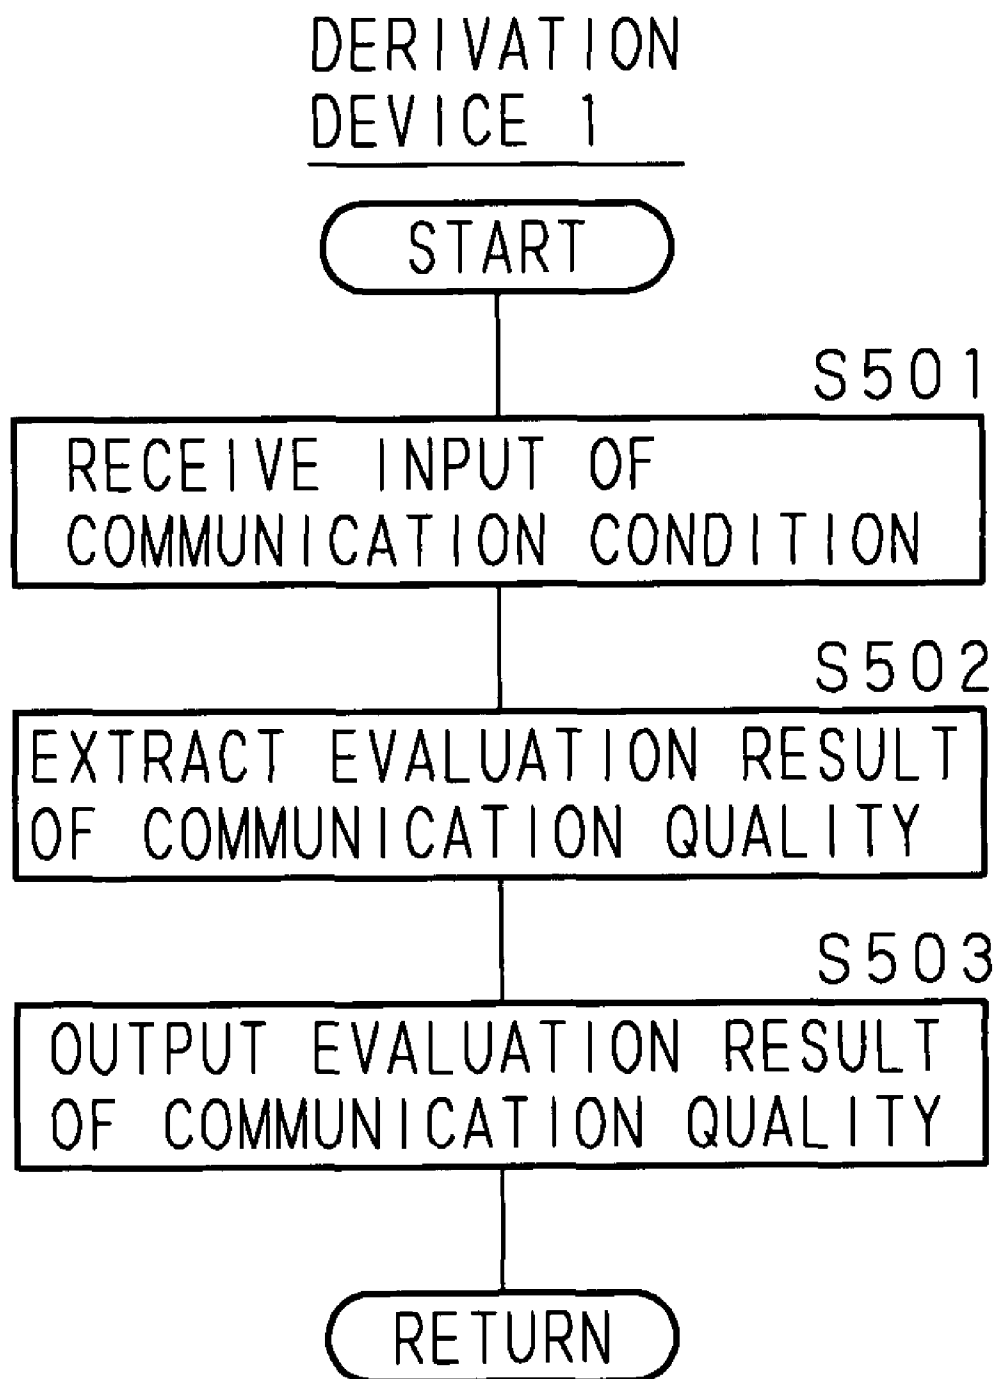 DERIVATION
DEVICE 1
START
S501
RECEIVE INPUT OF
COMMUNICATION CONDITION
S502
EXTRACT EVALUATION RESULT
OF COMMUNICATION QUALITY
S503
OUTPUT EVALUATION RESULT
OF COMMUNICATION QUALITY
RETURN